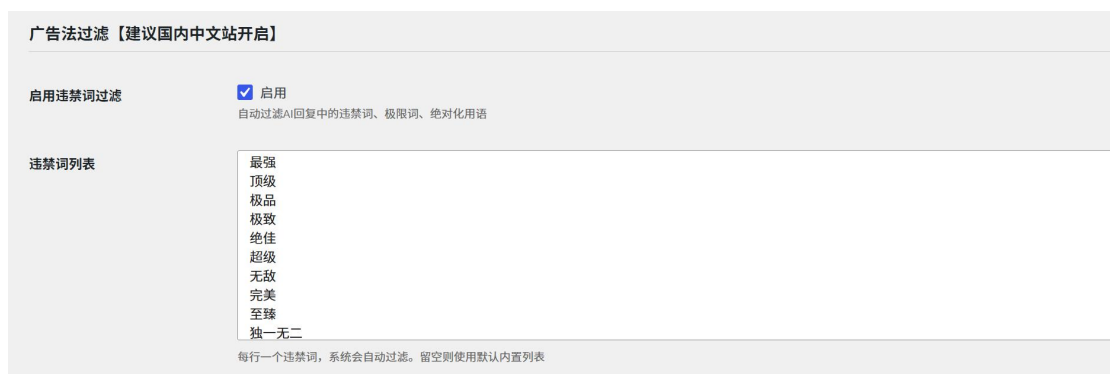 广告法过滤【建议国内中文站开启】
启用违禁词过滤
启用
自动过滤AI回复中的违禁词、极限词、绝对化用语
违禁词列表
最强
顶级
极品
极致
绝佳
超级
无敌
完美
至臻
独一无二
每行一个违禁词，系统会自动过滤。留空则使用默认内置列表